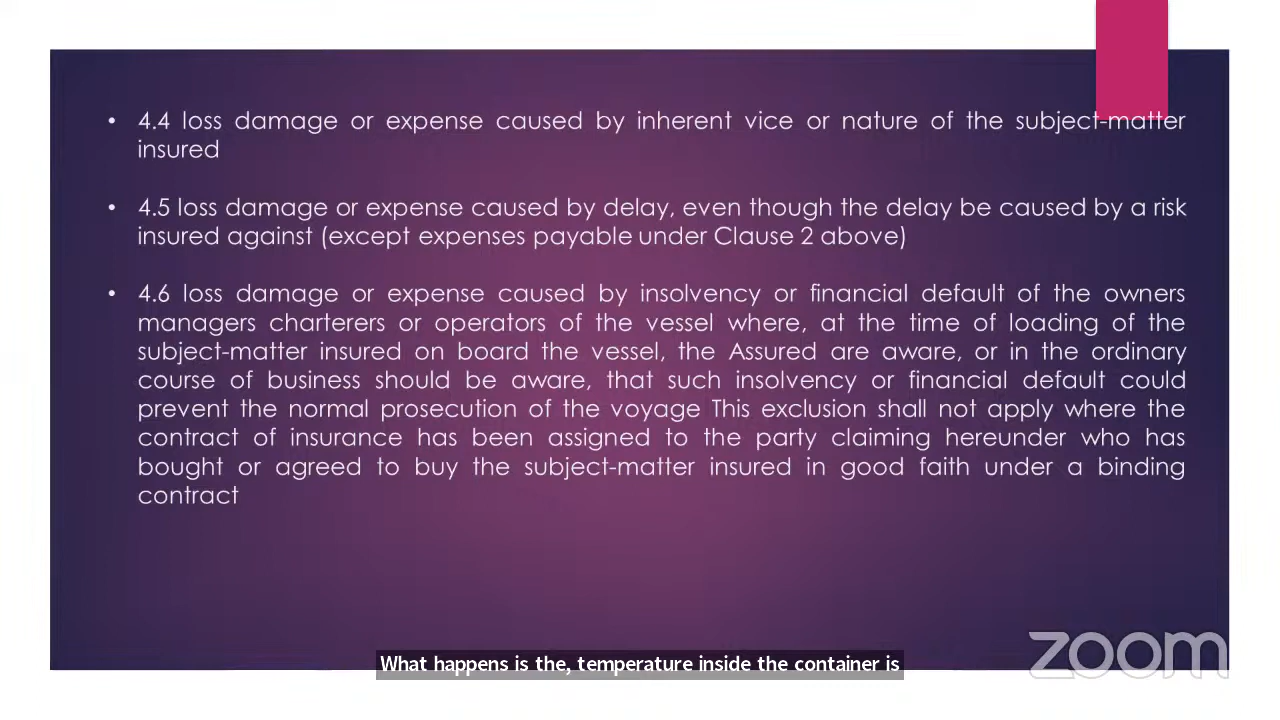 • 4.4 loss damage or expense caused by inherent vice or nature of the subject-matter
insured
• 4.5 loss damage or expense caused by delay, even though the delay be caused by a risk
insured against (except expenses payable under Clause 2 above)
• 4.6 loss damage or expense caused by insolvency or financial default of the owners
managers charterers or operators of the vessel where, at the time of loading of the
subject-matter insured on board the vessel, the Assured are aware, or in the ordinary
course of business should be aware, that such insolvency or financial default could
prevent the normal prosecution of the voyage This exclusion shall not apply where the
contract of insurance has been assigned to the party claiming hereunder who has
bought or agreed to buy the subject-matter insured in good faith under a binding
contract
zoom
What happens is the, temperature inside the container is